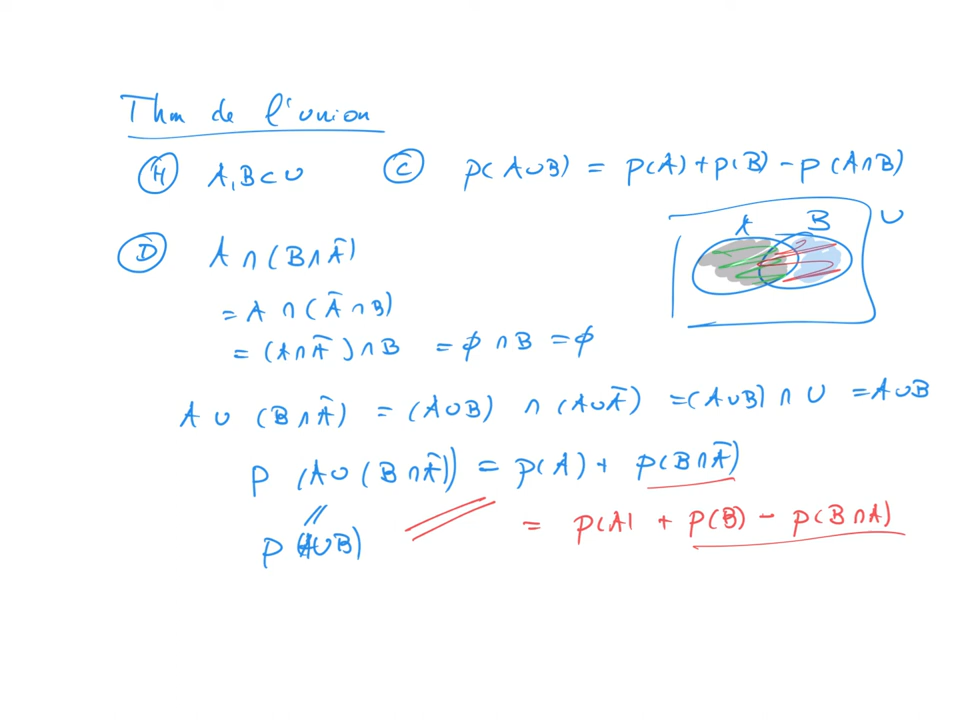 Thm de l'union
(H) A, B ⊂ U (C) p(A∪B) = p(A)+p(B) - p(A∩B)
A B U
(D) A ∩ (B∩Ā)
= A ∩ (Ā ∩ B)
= (A∩Ā) ∩ B = ϕ ∩ B = ϕ
A ∪ (B∩Ā) = (A∪B) ∩ (A∪Ā) = (A∪B) ∩ U = A∪B
P (A∪(B∩Ā)) = p(A) + p(B∩Ā)
//
p(A∪B) = p(A) + p(B) - p(B∩A)